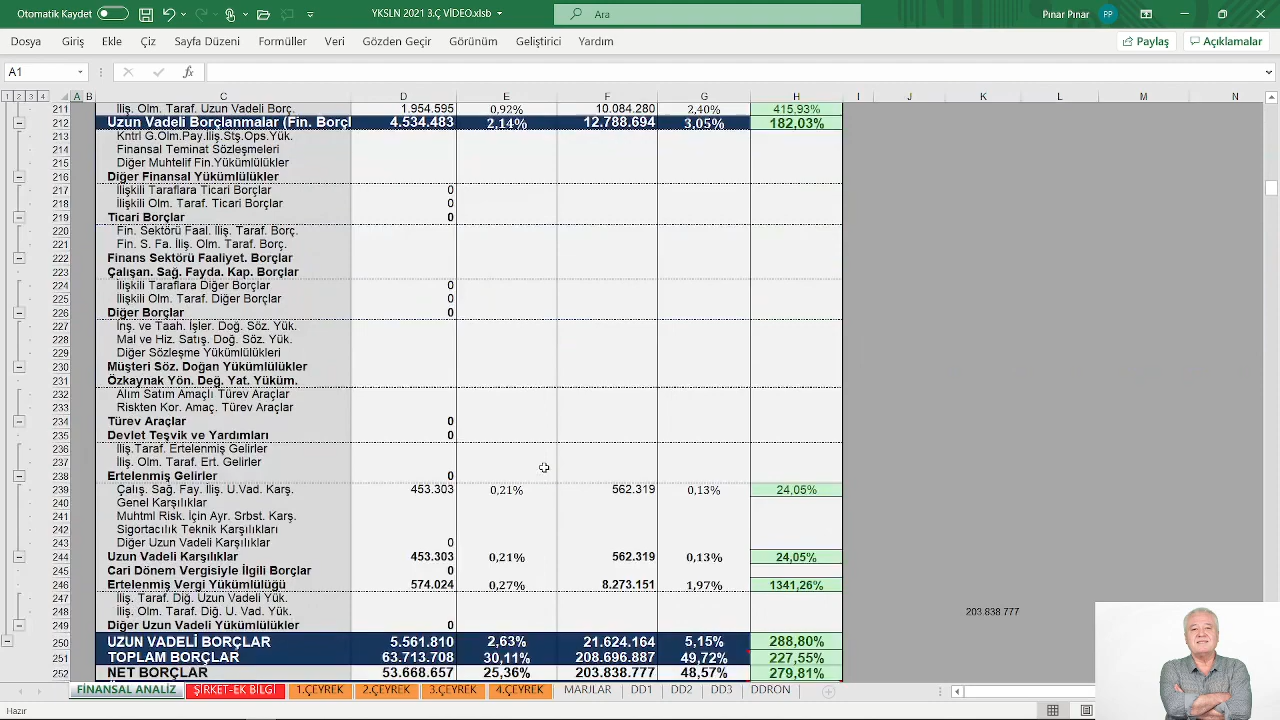 Otomatik Kaydet YKSLN 2021 3.Ç VİDEO.xlsb Ara Pınar Pınar PP
Dosya Giriş Ekle Çiz Sayfa Düzeni Formüller Veri Gözden Geçir Görünüm Geliştirici Yardım Paylaş Açıklamalar
A1 fx
1 2 3 4 A B C D E F G H I J K L M N
211 İliş. Olm. Taraf. Uzun Vadeli Borç. 1.954.595 0,92% 10.084.280 2,40% 415,93%
212 Uzun Vadeli Borçlanmalar (Fin. Borçl 4.534.483 2,14% 12.788.694 3,05% 182,03%
213 Kntrl G.Olm.Pay.İliş.Stş.Ops.Yük.
214 Finansal Teminat Sözleşmeleri
215 Diğer Muhtelif Fin.Yükümlülükler
216 Diğer Finansal Yükümlülükler
217 İlişkili Taraflara Ticari Borçlar 0
218 İlişkili Olm. Taraf. Ticari Borçlar 0
219 Ticari Borçlar 0
220 Fin. Sektörü Faal. İliş. Taraf. Borç.
221 Fin. S. Fa. İliş. Olm. Taraf. Borç.
222 Finans Sektörü Faaliyet. Borçlar
223 Çalışan. Sağ. Fayda. Kap. Borçlar
224 İlişkili Taraflara Diğer Borçlar 0
225 İlişkili Olm. Taraf. Diğer Borçlar 0
226 Diğer Borçlar 0
227 İnş. ve Taah. İşler. Doğ. Söz. Yük.
228 Mal ve Hiz. Satış. Doğ. Söz. Yük.
229 Diğer Sözleşme Yükümlülükleri
230 Müşteri Söz. Doğan Yükümlülükler
231 Özkaynak Yön. Değ. Yat. Yüküm.
232 Alım Satım Amaçlı Türev Araçlar
233 Riskten Kor. Amaç. Türev Araçlar
234 Türev Araçlar 0
235 Devlet Teşvik ve Yardımları 0
236 İliş.Taraf. Ertelenmiş Gelirler
237 İliş. Olm. Taraf. Ert. Gelirler
238 Ertelenmiş Gelirler 0
239 Çalış. Sağ. Fay. İliş. U.Vad. Karş. 453.303 0,21% 562.319 0,13% 24,05%
240 Genel Karşılıklar
241 Muhtml Risk. İçin Ayr. Srbst. Karş.
242 Sigortacılık Teknik Karşılıkları
243 Diğer Uzun Vadeli Karşılıklar 0
244 Uzun Vadeli Karşılıklar 453.303 0,21% 562.319 0,13% 24,05%
245 Cari Dönem Vergisiyle İlgili Borçlar 0
246 Ertelenmiş Vergi Yükümlülüğü 574.024 0,27% 8.273.151 1,97% 1341,26%
247 İliş. Taraf. Diğ. Uzun Vadeli Yük.
248 İliş. Olm. Taraf. Diğ. U. Vad. Yük. 203.838.777
249 Diğer Uzun Vadeli Yükümlülükler 0
250 UZUN VADELİ BORÇLAR 5.561.810 2,63% 21.624.164 5,15% 288,80%
251 TOPLAM BORÇLAR 63.713.708 30,11% 208.696.887 49,72% 227,55%
252 NET BORÇLAR 53.668.657 25,36% 203.838.777 48,57% 279,81%
FİNANSAL ANALİZ ŞİRKET-EK BİLGİ 1.ÇEYREK 2.ÇEYREK 3.ÇEYREK 4.ÇEYREK MARJLAR DD1 DD2 DD3 DDRON
Hazır